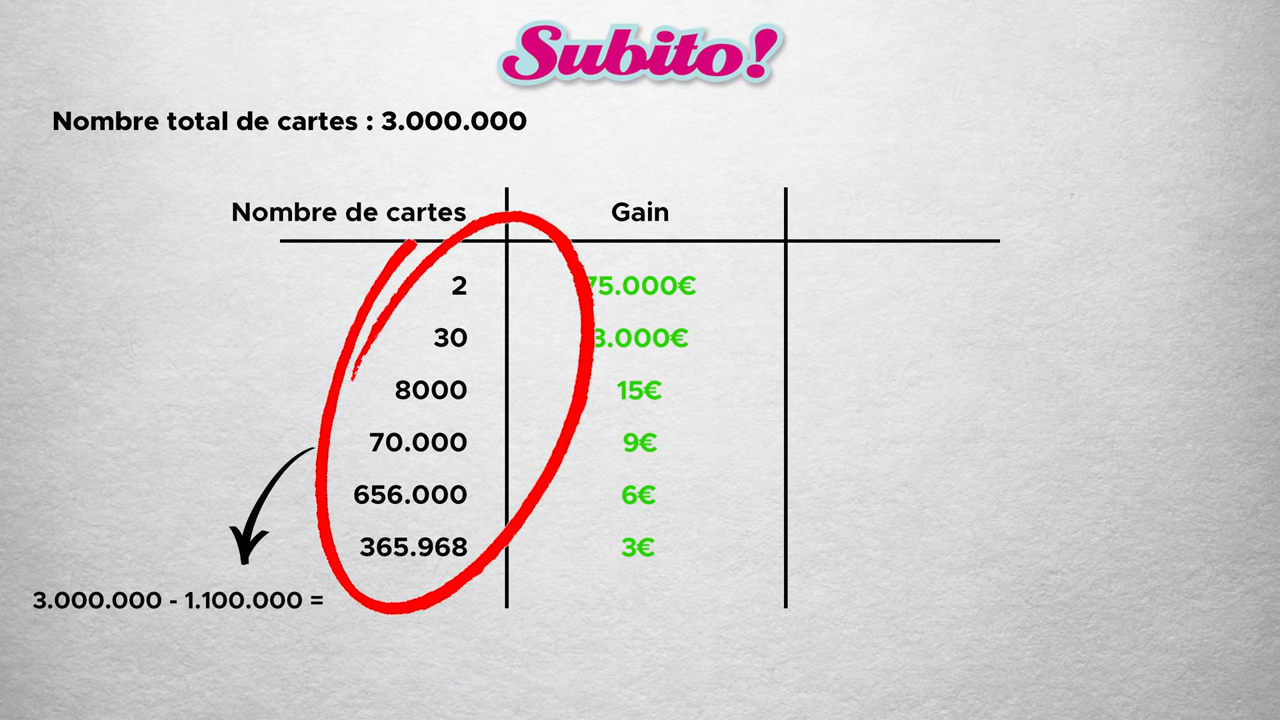 Subito!
Nombre total de cartes : 3.000.000
Nombre de cartes Gain
2 75.000€
30 3.000€
8000 15€
70.000 9€
656.000 6€
365.968 3€
3.000.000 - 1.100.000 =